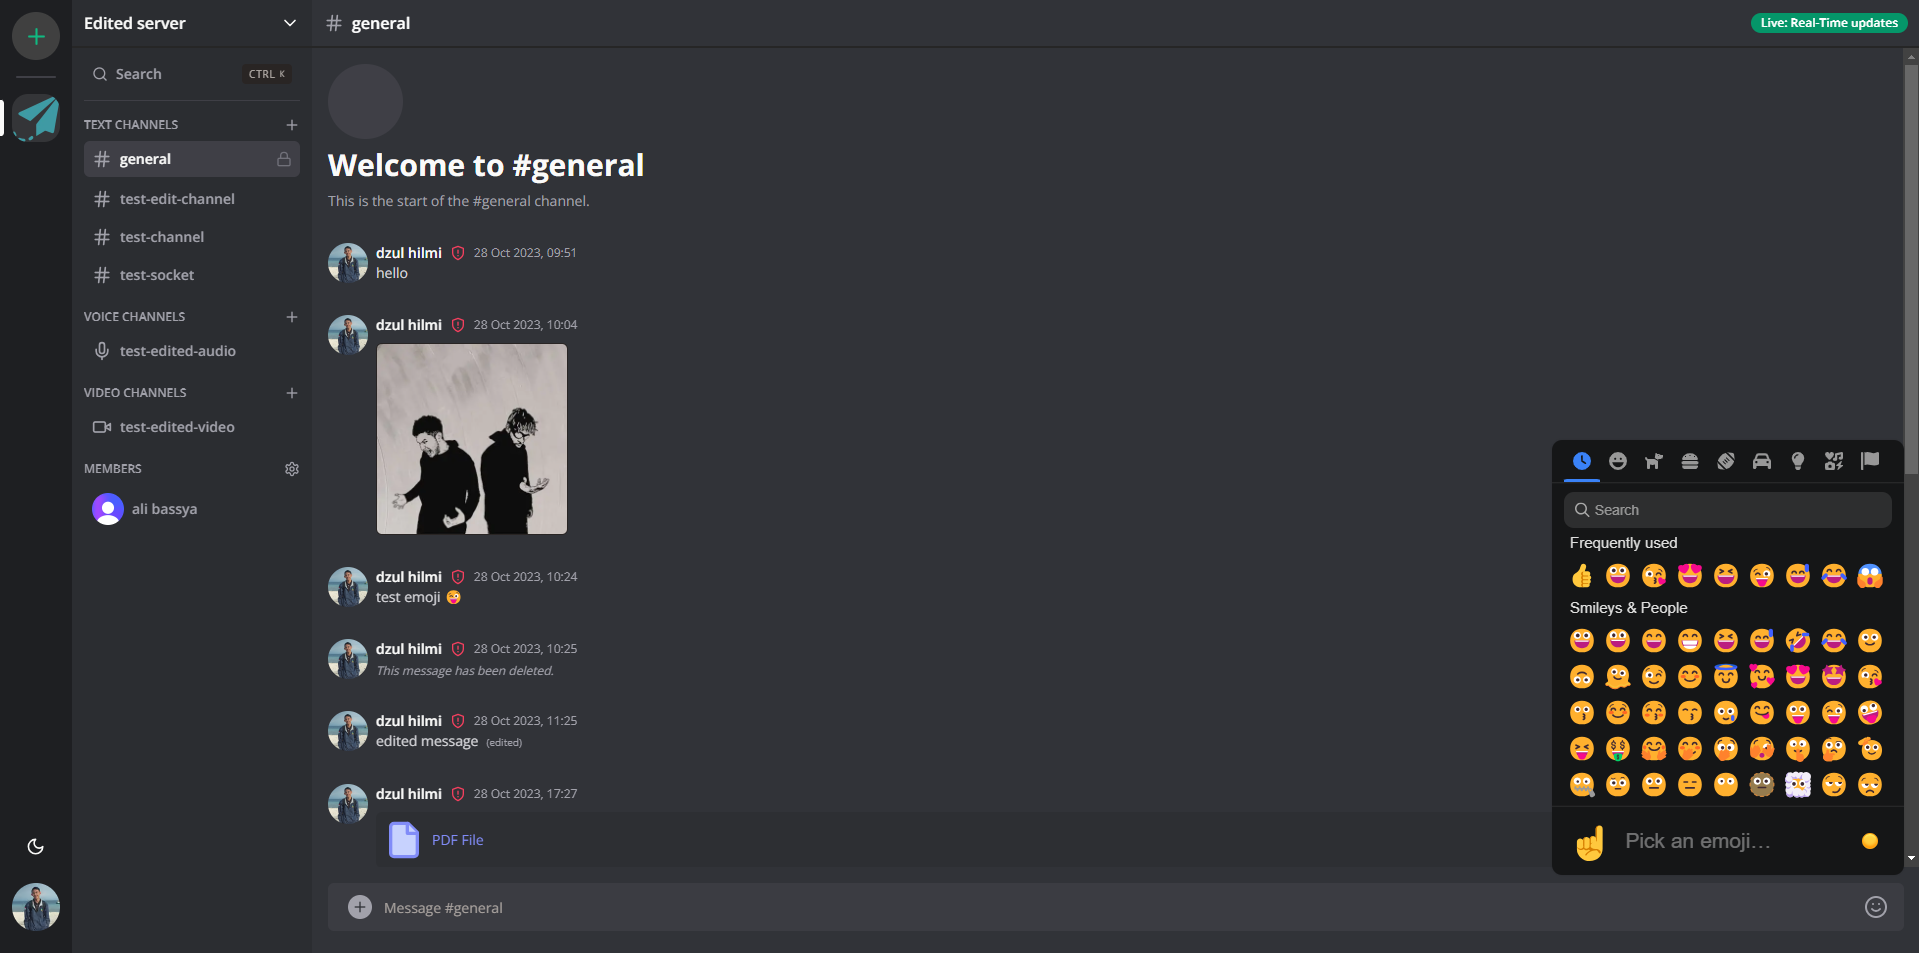 Edited server
Search
CTRL K
TEXT CHANNELS
general
test-edit-channel
test-channel
test-socket
VOICE CHANNELS
test-edited-audio
VIDEO CHANNELS
test-edited-video
MEMBERS
ali bassya
# general
Live: Real-Time updates
Welcome to #general
This is the start of the #general channel.
dzul hilmi 28 Oct 2023, 09:51
hello
dzul hilmi 28 Oct 2023, 10:04
dzul hilmi 28 Oct 2023, 10:24
test emoji 😜
dzul hilmi 28 Oct 2023, 10:25
This message has been deleted.
dzul hilmi 28 Oct 2023, 11:25
edited message (edited)
dzul hilmi 28 Oct 2023, 17:27
PDF File
Message #general
Search
Frequently used
Smileys & People
Pick an emoji…